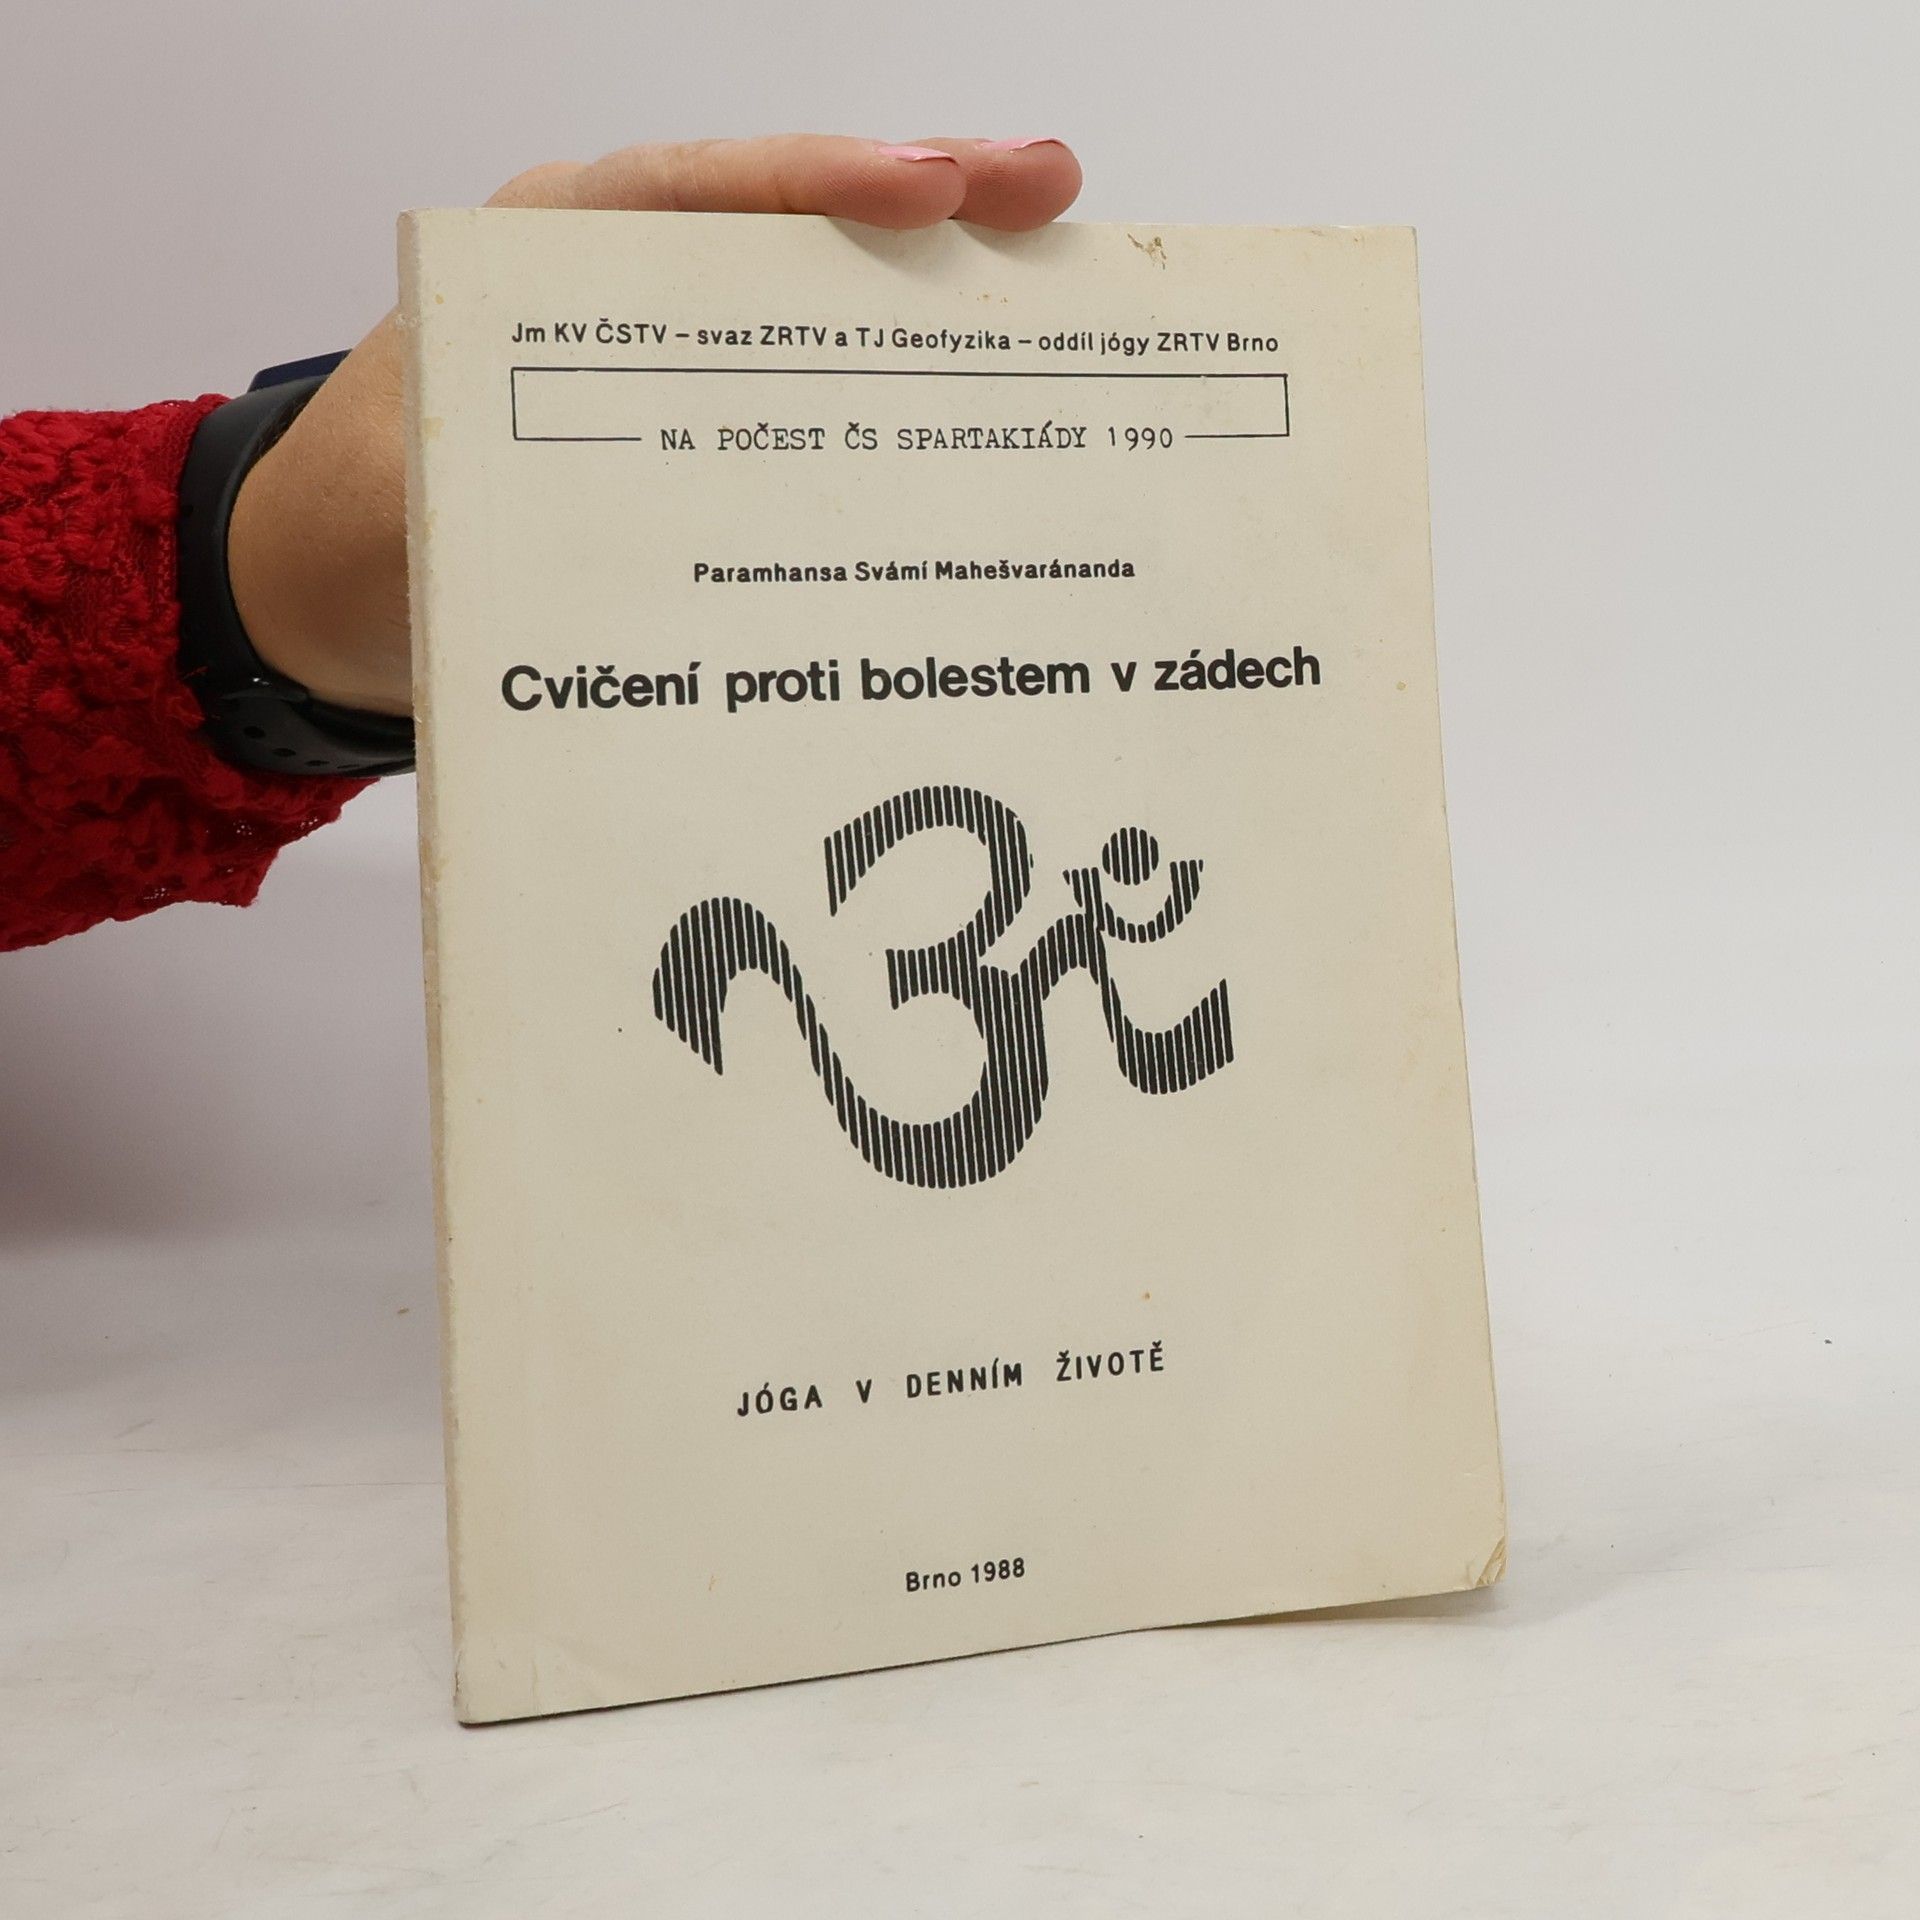 Jm KV ČSTV – svaz ZRTV a TJ Geofyzika – oddíl jógy ZRTV Brno
NA POČEST ČS SPARTAKIÁDY 1990
Paramhansa Svámí Mahešvaránanda
Cvičení proti bolestem v zádech
JÓGA V DENNÍM ŽIVOTĚ
Brno 1988